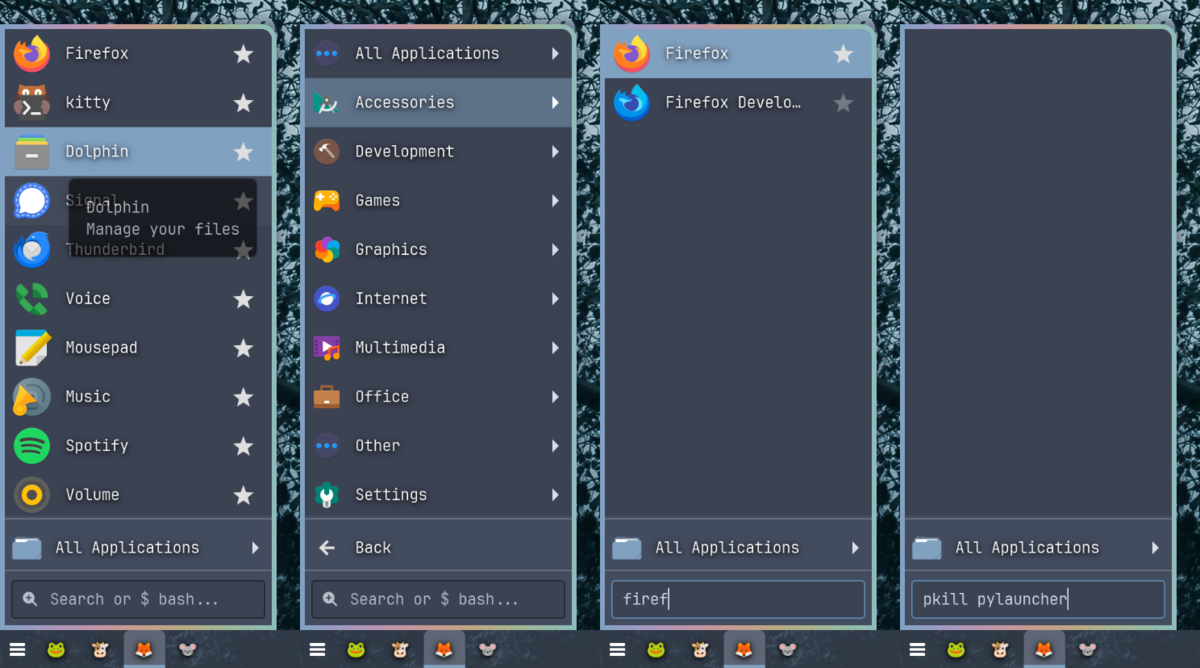 Firefox
kitty
Dolphin
Signal
Dolphin
Manage your files
Thunderbird
Voice
Mousepad
Music
Spotify
Volume
All Applications
Search or $ bash...
All Applications
Accessories
Development
Games
Graphics
Internet
Multimedia
Office
Other
Settings
Back
Search or $ bash...
Firefox
Firefox Develo…
All Applications
firef
All Applications
pkill pylauncher